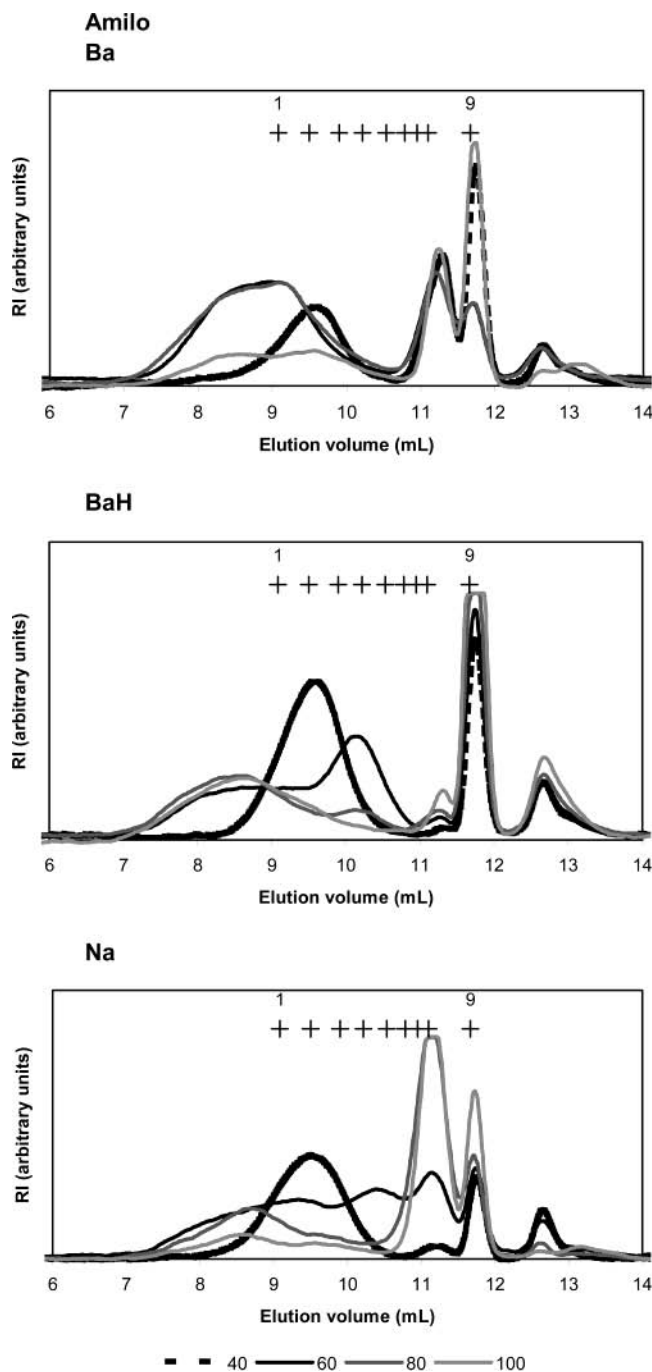 Amilo
Ba
1 9
RI (arbitrary units)
6 7 8 9 10 11 12 13 14
Elution volume (mL)
BaH
1 9
RI (arbitrary units)
6 7 8 9 10 11 12 13 14
Elution volume (mL)
Na
1 9
RI (arbitrary units)
6 7 8 9 10 11 12 13 14
Elution volume (mL)
40 60 80 100